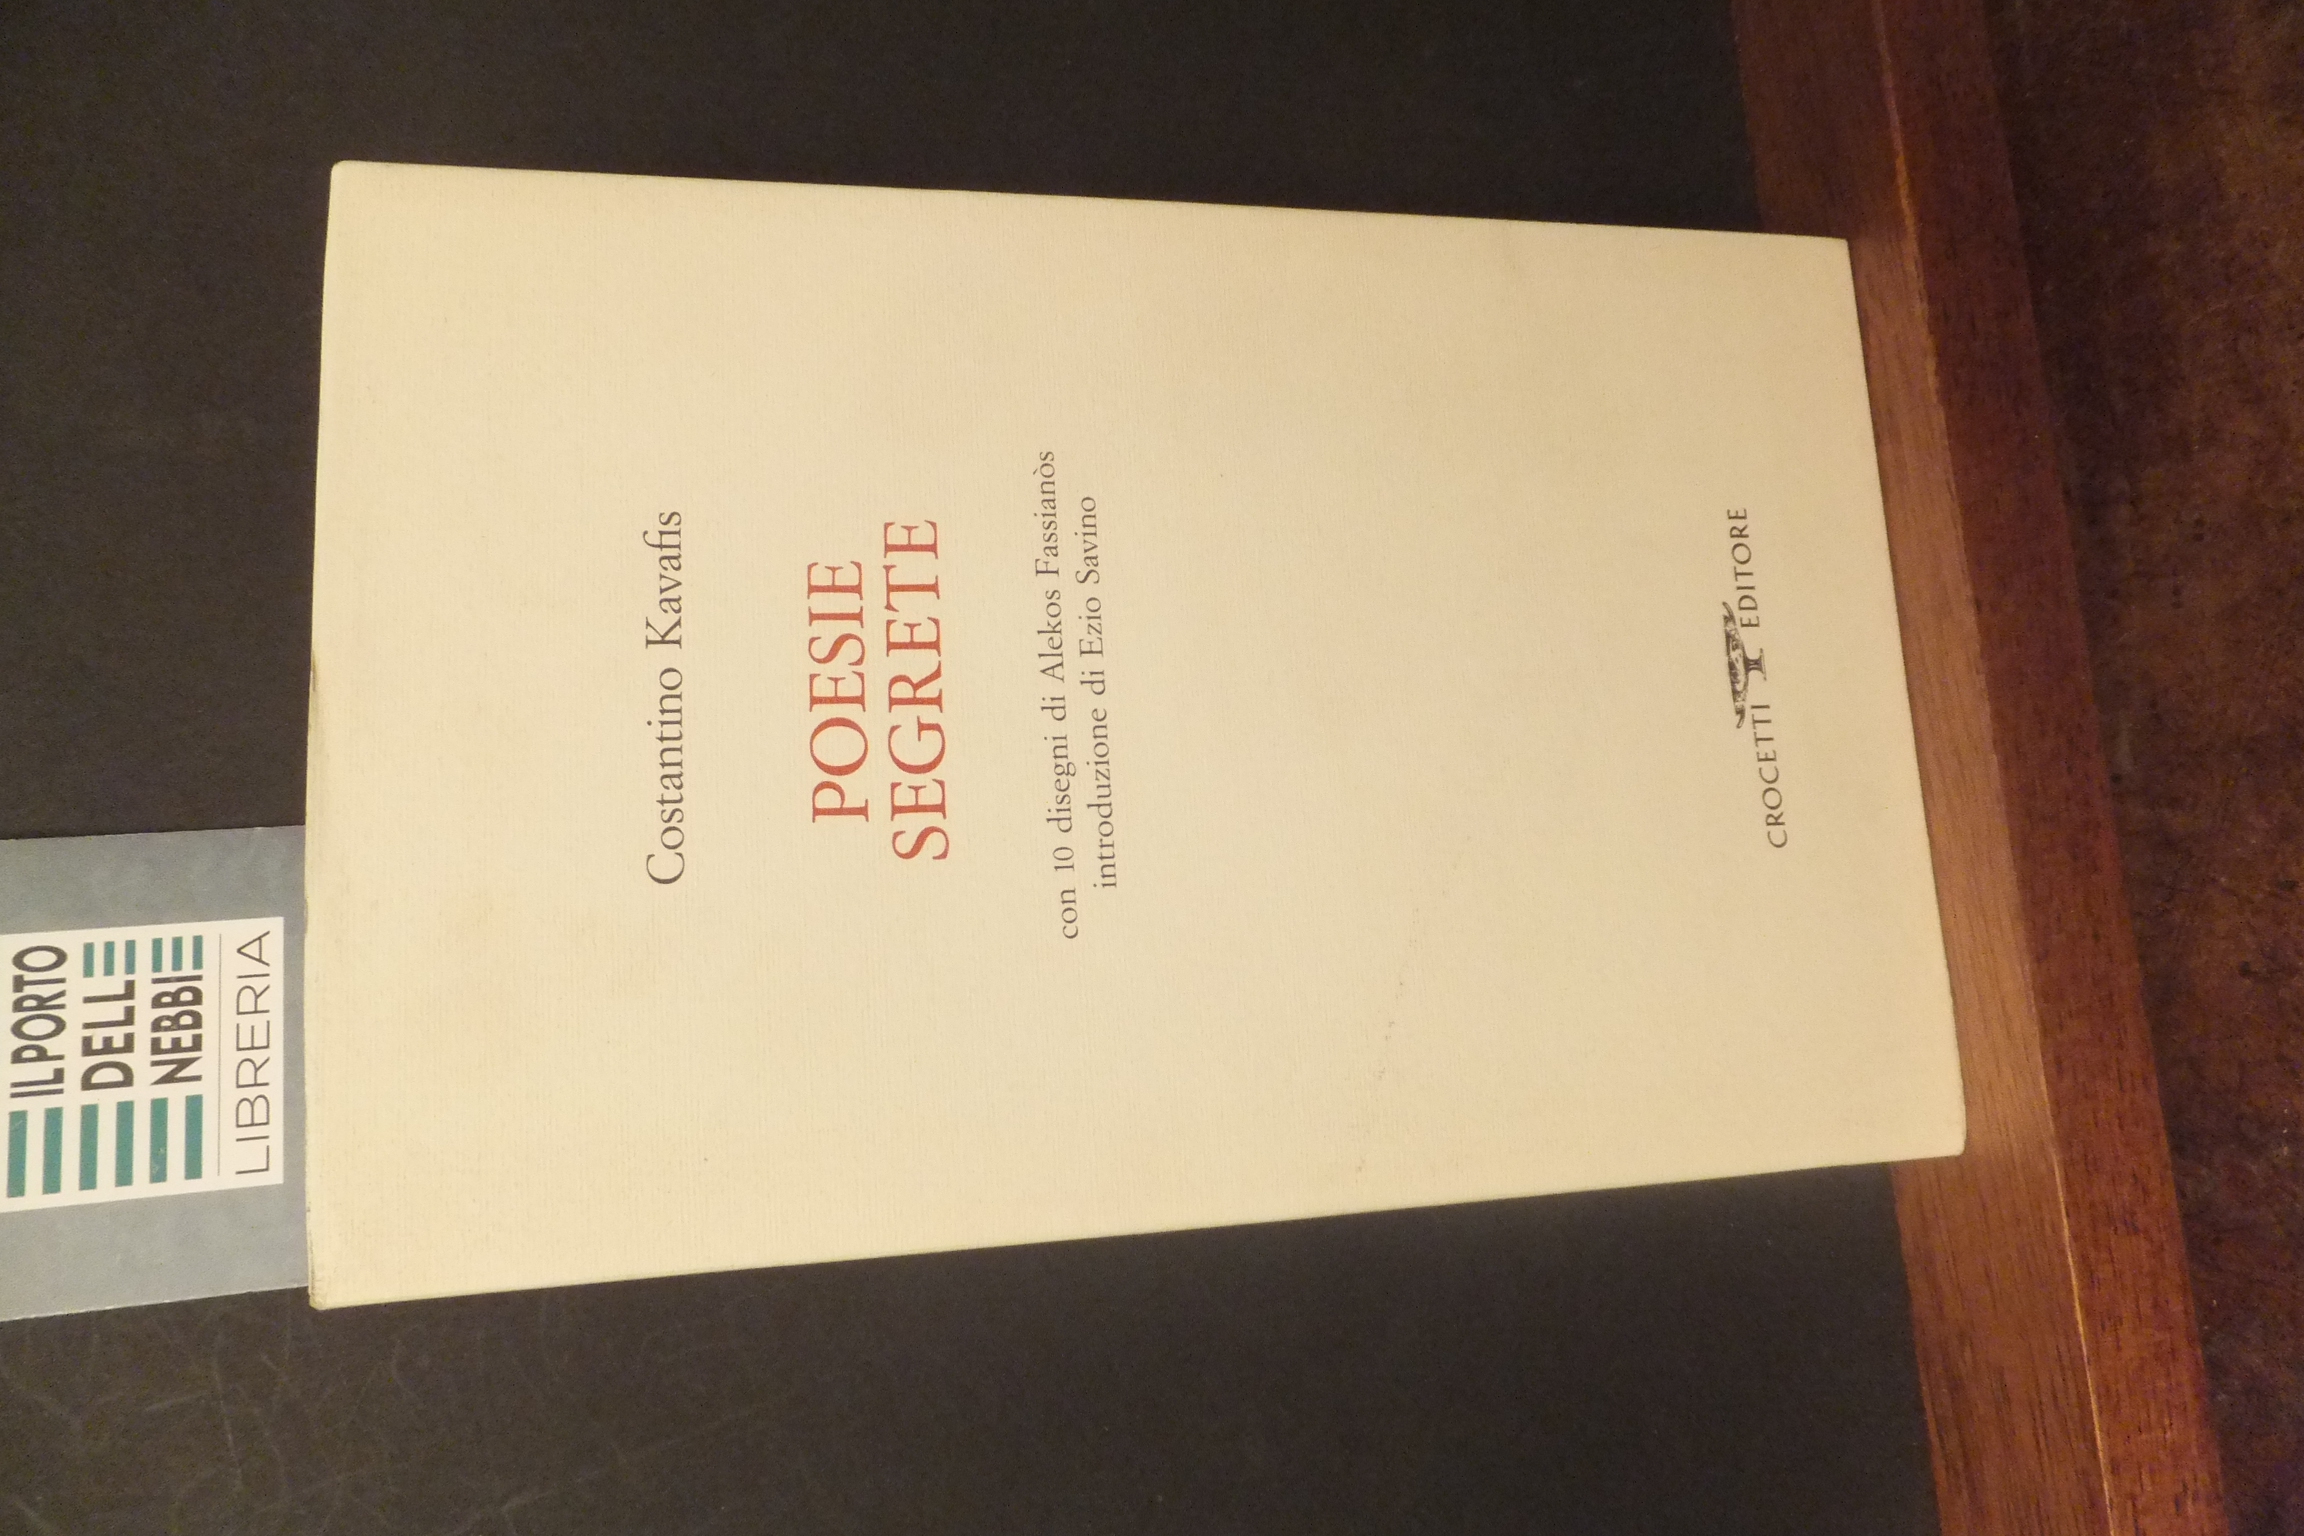 IL PORTO
DELLE
NEBBIE
LIBRERIA
Costantino Kavafis
POESIE
SEGRETE
con 10 disegni di Alekos Fassianòs
introduzione di Ezio Savino
CROCETTI EDITORE